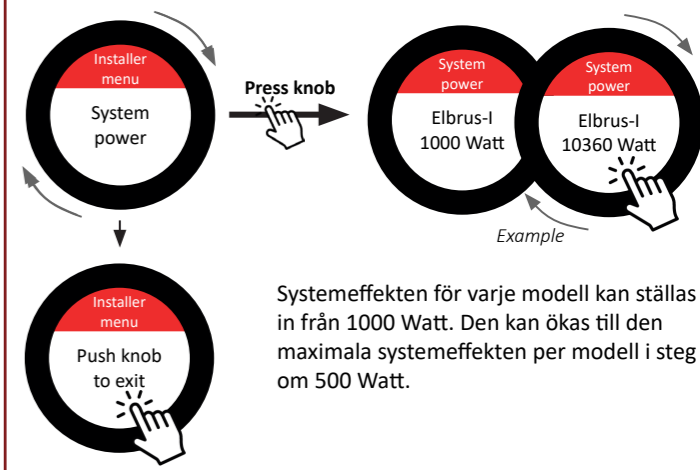 Installer
menu
System
power
Press knob
System
power
Elbrus-I
1000 Watt
System
power
Elbrus-I
10360 Watt
Example
Installer
menu
Push knob
to exit
Systemeffekten för varje modell kan ställas
in från 1000 Watt. Den kan ökas till den
maximala systemeffekten per modell i steg
om 500 Watt.